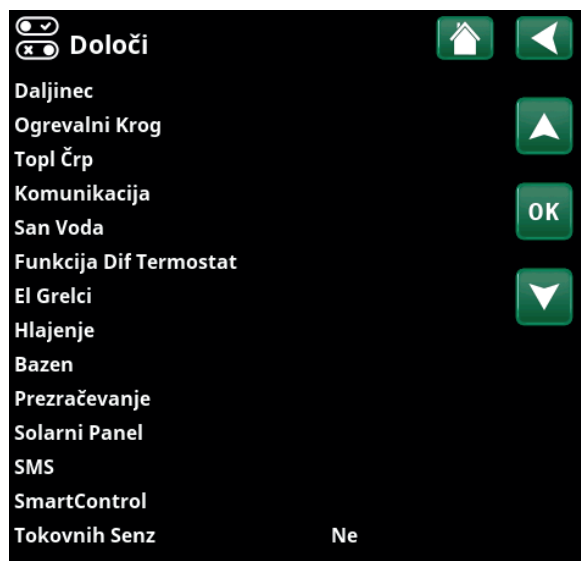 Določi
Daljinec
Ogrevalni Krog
Topl Črp
Komunikacija
San Voda
OK
Funkcija Dif Termostat
El Grelci
Hlajenje
Bazen
Prezračevanje
Solarni Panel
SMS
SmartControl
Tokovnih Senz Ne